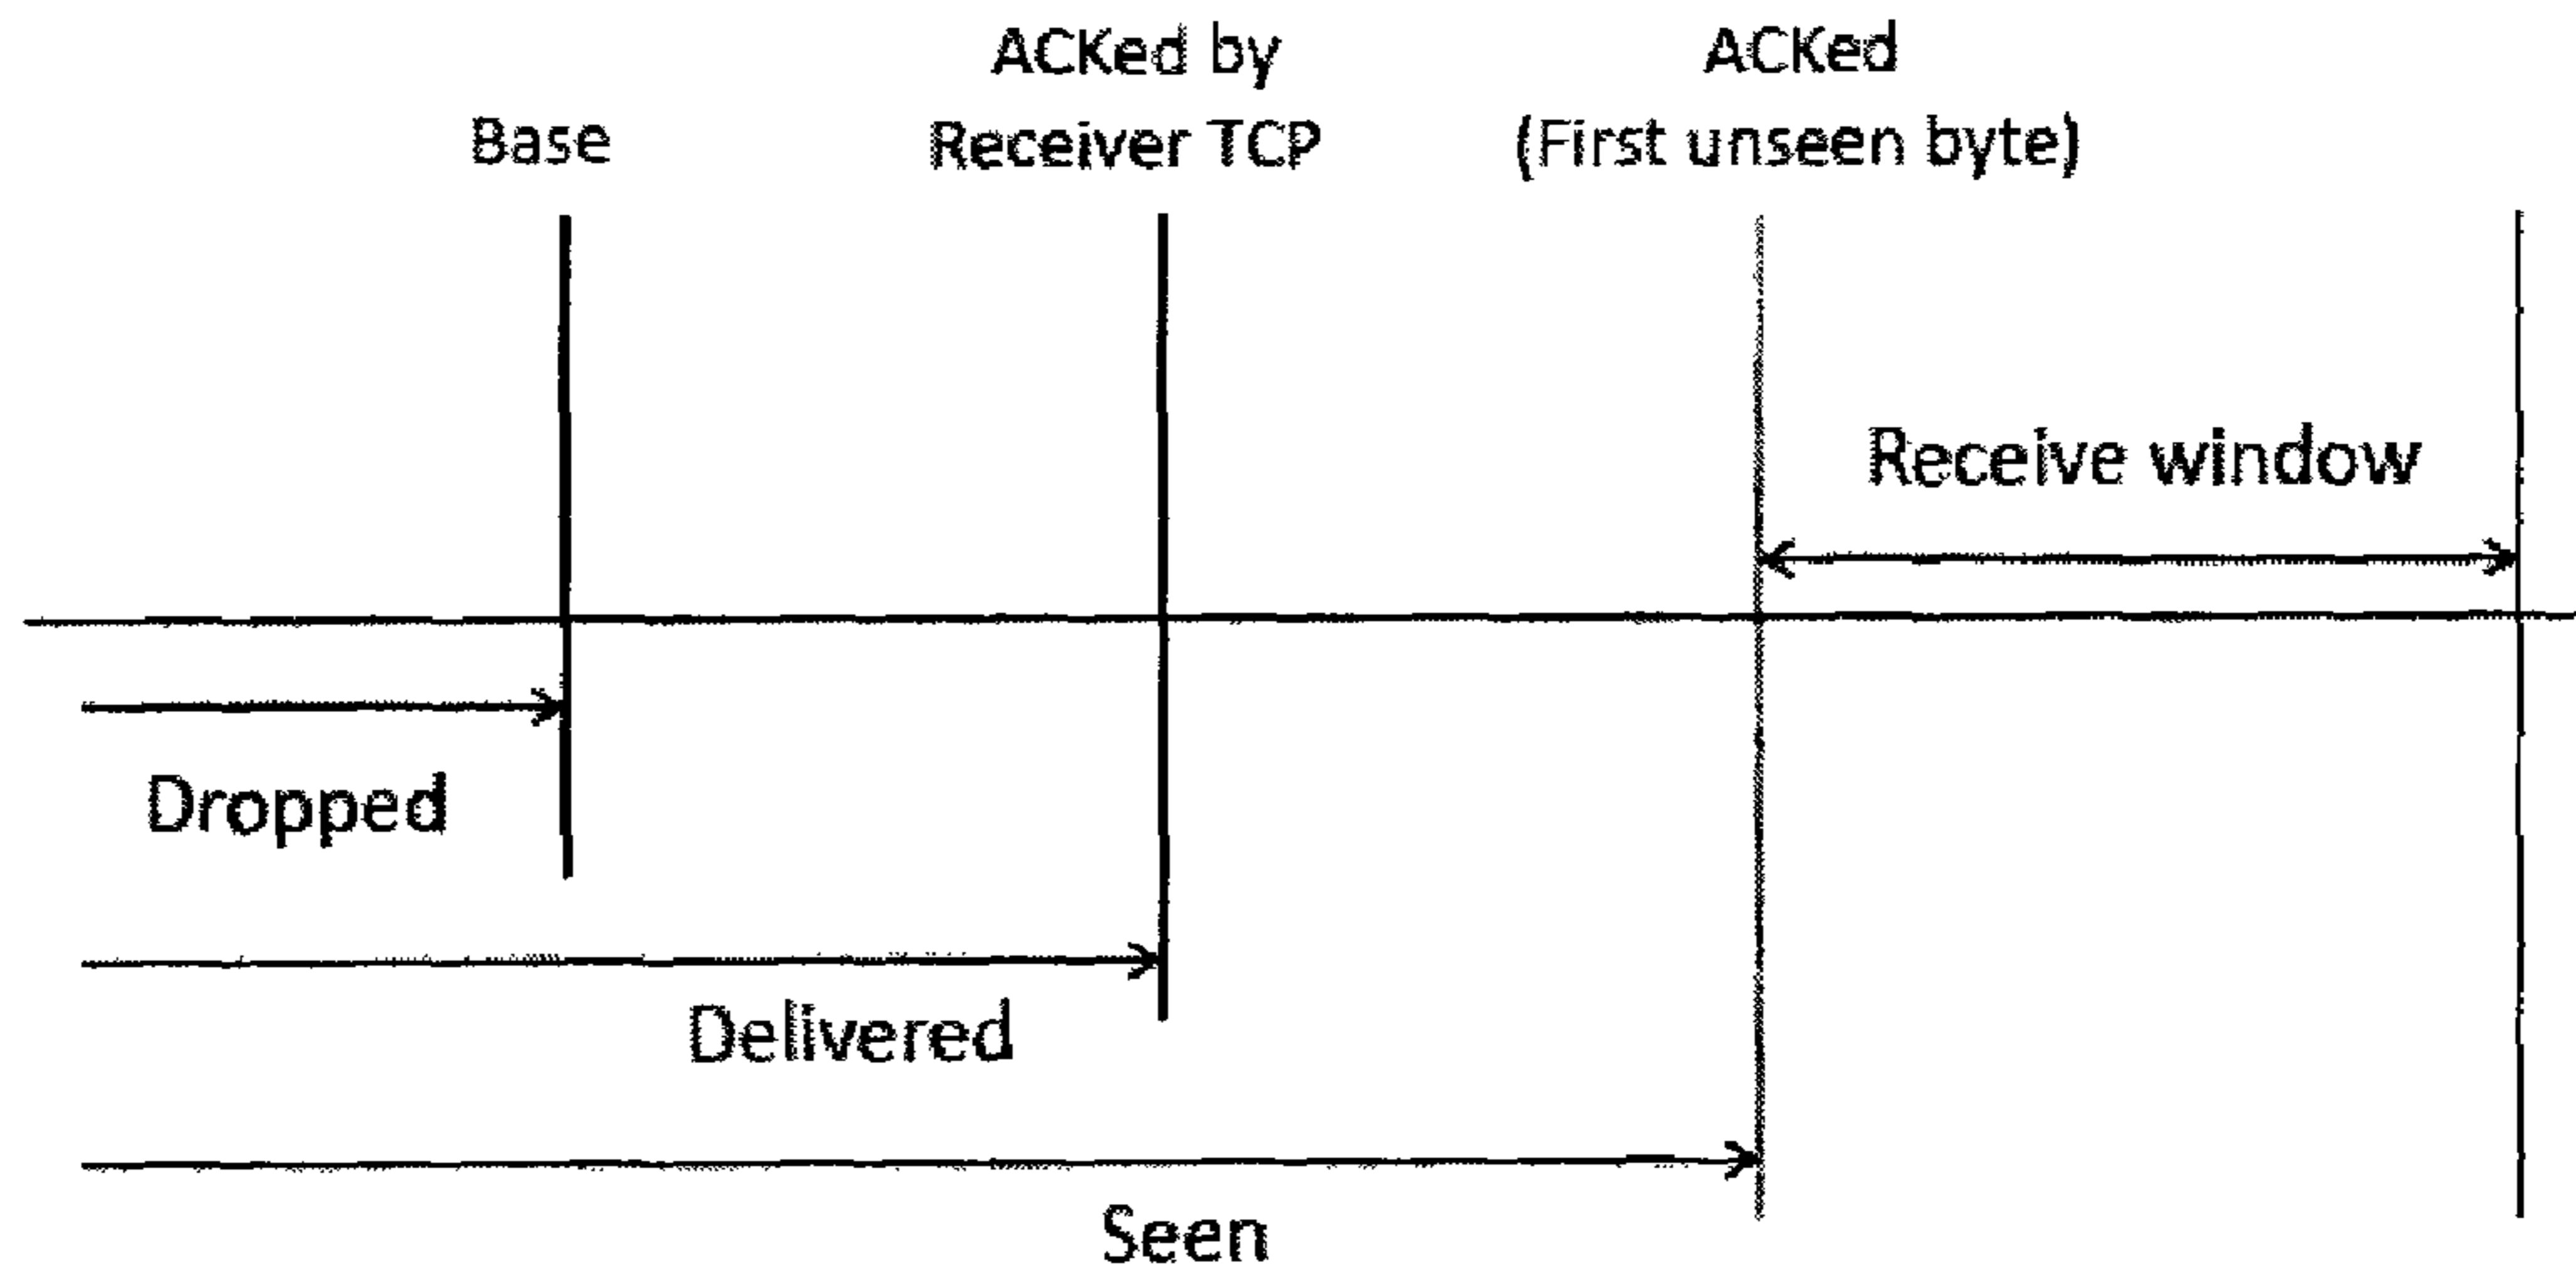 Base
ACKed by
Receiver TCP
ACKed
(First unseen byte)
Receive window
Dropped
Delivered
Seen